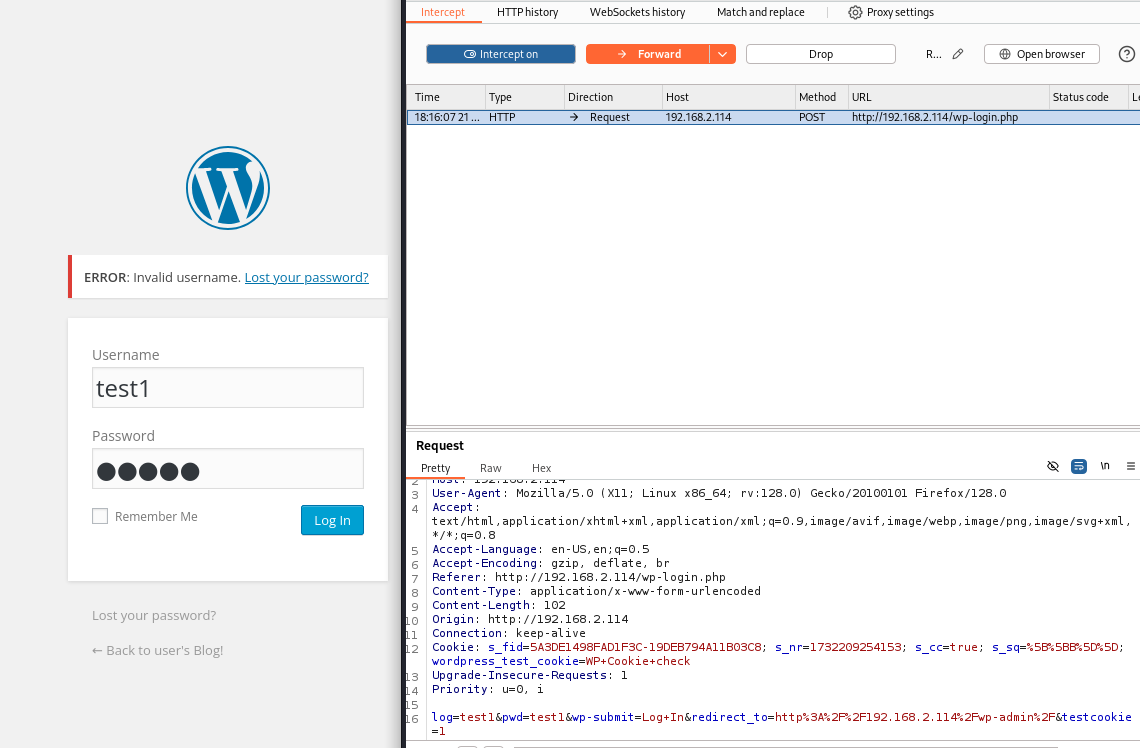 ERROR: Invalid username. Lost your password?
Username
test1
Password
Remember Me
Log In
Lost your password?
← Back to user's Blog!
Intercept HTTP history WebSockets history Match and replace Proxy settings
Intercept on Forward Drop R... Open browser
Time Type Direction Host Method URL Status code
18:16:07 21 ... HTTP → Request 192.168.2.114 POST http://192.168.2.114/wp-login.php
Request
Pretty Raw Hex \n
2 Host: 192.168.2.114
3 User-Agent: Mozilla/5.0 (X11; Linux x86_64; rv:128.0) Gecko/20100101 Firefox/128.0
4 Accept:
text/html,application/xhtml+xml,application/xml;q=0.9,image/avif,image/webp,image/png,image/svg+xml,
*/*;q=0.8
5 Accept-Language: en-US,en;q=0.5
6 Accept-Encoding: gzip, deflate, br
7 Referer: http://192.168.2.114/wp-login.php
8 Content-Type: application/x-www-form-urlencoded
9 Content-Length: 102
10 Origin: http://192.168.2.114
11 Connection: keep-alive
12 Cookie: s_fid=5A3DE1498FAD1F3C-19DEB794A11B03C8; s_nr=1732209254153; s_cc=true; s_sq=%5B%5BB%5D%5D;
wordpress_test_cookie=WP+Cookie+check
13 Upgrade-Insecure-Requests: 1
14 Priority: u=0, i
15
16 log=test1&pwd=test1&wp-submit=Log+In&redirect_to=http%3A%2F%2F192.168.2.114%2Fwp-admin%2F&testcookie
=1